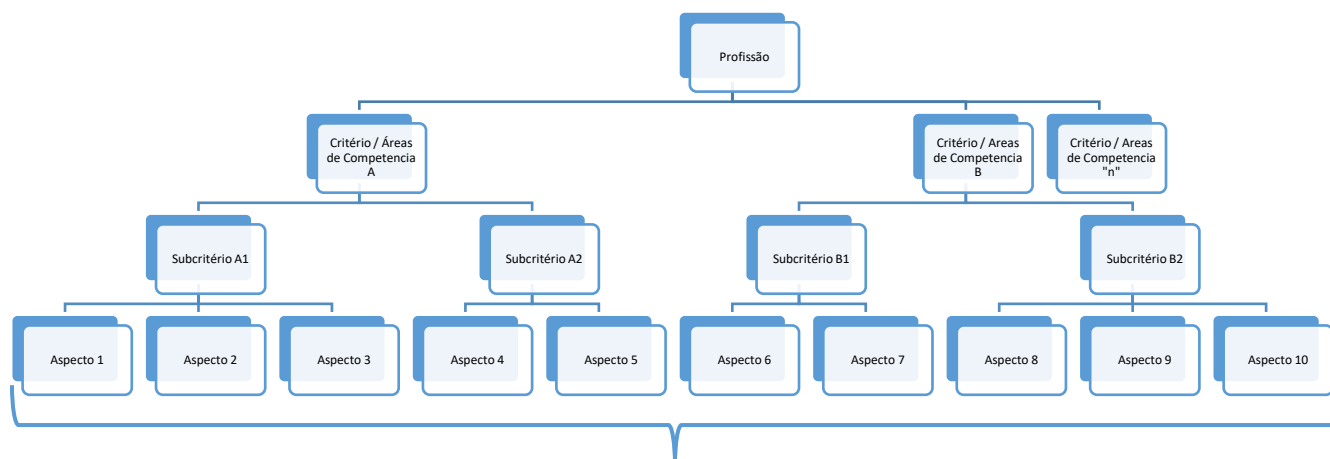 Profissão
Critério / Áreas
de Competencia
A
Critério / Areas
de Competencia
B
Critério / Areas
de Competencia
"n"
Subcritério A1
Subcritério A2
Subcritério B1
Subcritério B2
Aspecto 1
Aspecto 2
Aspecto 3
Aspecto 4
Aspecto 5
Aspecto 6
Aspecto 7
Aspecto 8
Aspecto 9
Aspecto 10